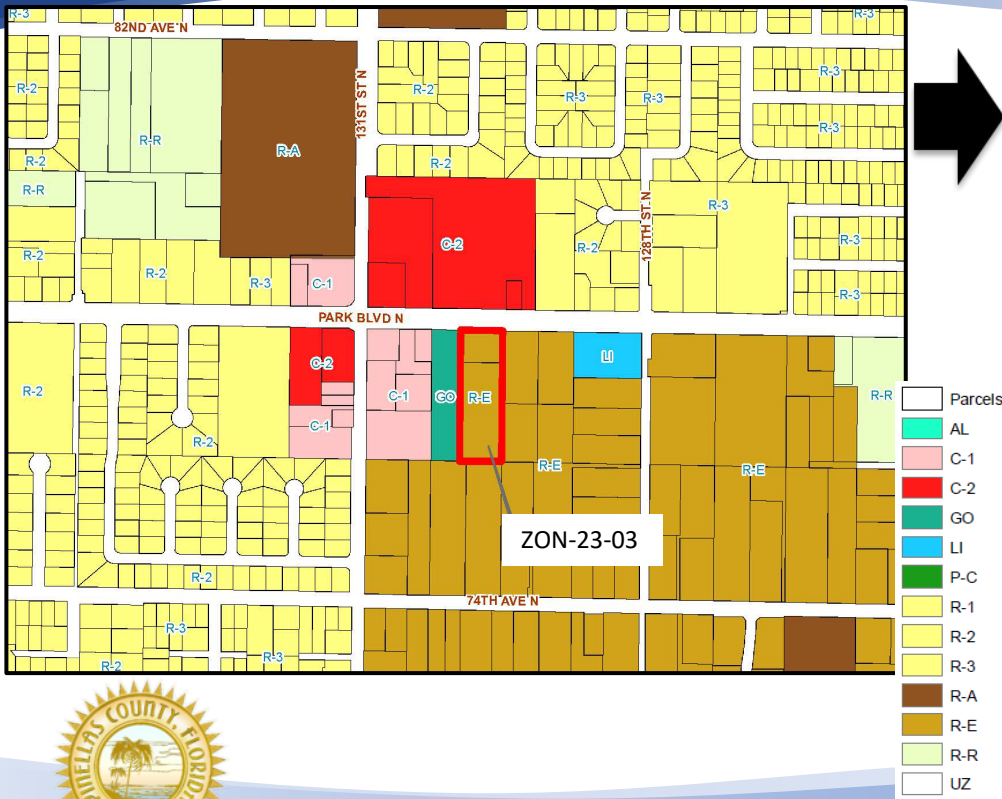 R-3
82ND AVE N
R-3
R-2
R-R
R-A
131ST ST N
R-2
R-3
R-3
R-3
R-3
R-2
R-2
R-R
C-2
R-2
128TH ST N
R-3
R-3
R-2
R-2
R-3
C-1
R-3
PARK BLVD N
R-2
C-2
C-1
GO
R-E
LI
R-R
C-1
R-2
R-E
R-E
ZON-23-03
R-2
74TH AVE N
R-3
R-2
R-3
Parcels
AL
C-1
C-2
GO
LI
P-C
R-1
R-2
R-3
R-A
R-E
R-R
UZ
PINELLAS COUNTY, FLORIDA